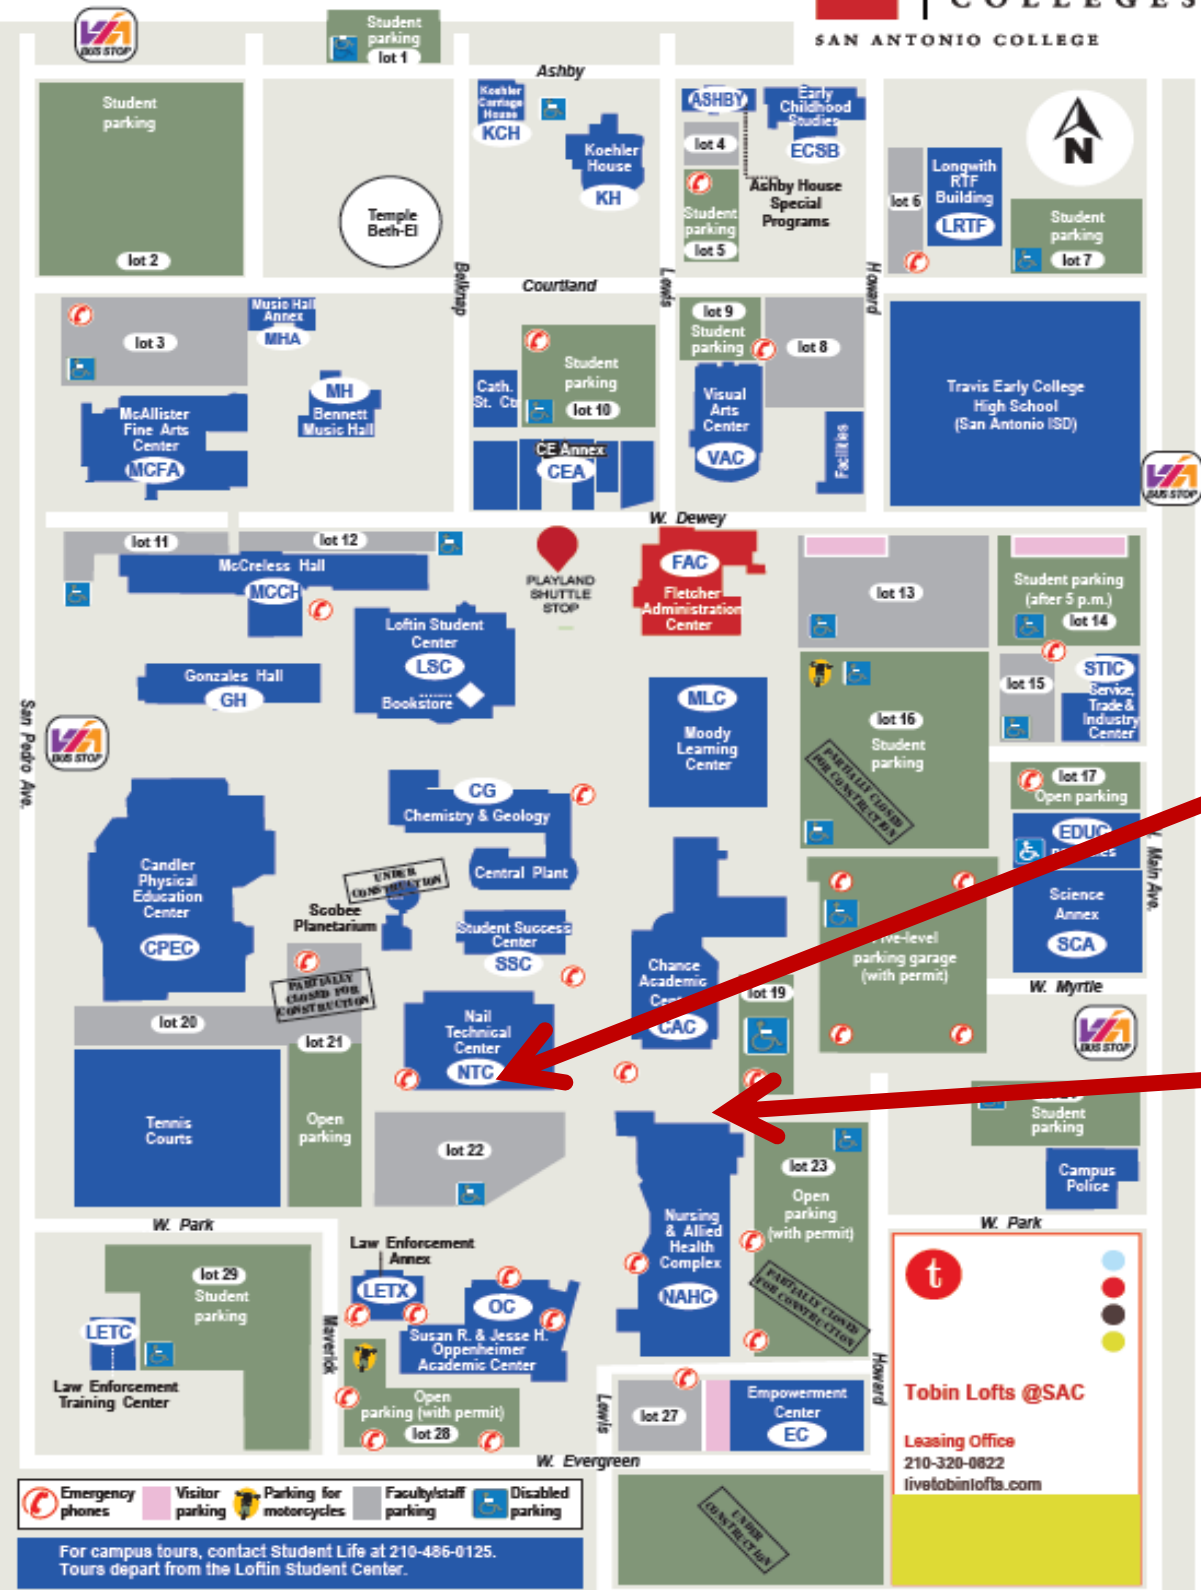 COLLEGES
SAN ANTONIO COLLEGE
VIA
BUS STOP
Student
parking
lot 1
Ashby
Student
parking
lot 2
Temple
Beth-El
Koehler
Carriage
House
KCH
Koehler
House
KH
ASHBY
lot 4
Student
parking
lot 5
Early
Childhood
Studies
ECSB
Ashby House
Special
Programs
lot 6
Longwith
RTF
Building
LRTF
N
Student
parking
lot 7
Belknap
Courtland
Lewis
Howard
lot 3
Music Hall
Annex
MHA
MH
Bennett
Music Hall
McAllister
Fine Arts
Center
MCFA
Cath.
St. Ctr
Student
parking
lot 10
CE Annex
CEA
lot 9
Student
parking
lot 8
Visual
Arts
Center
VAC
Facilities
Travis Early College
High School
(San Antonio ISD)
VIA
BUS STOP
W. Dewey
lot 11
lot 12
McCreless Hall
MCCH
PLAYLAND
SHUTTLE
STOP
FAC
Fletcher
Administration
Center
lot 13
Student parking
(after 5 p.m.)
lot 14
Loftin Student
Center
LSC
Bookstore
Gonzales Hall
GH
MLC
Moody
Learning
Center
lot 15
STIC
Service,
Trade &
Industry
Center
lot 16
Student
parking
PARTIALLY CLOSED
FOR CONSTRUCTION
San Pedro Ave.
VIA
BUS STOP
lot 17
Open parking
EDUC
CG
Chemistry & Geology
Central Plant
Candler
Physical
Education
Center
CPEC
UNDER
CONSTRUCTION
Scobee
Planetarium
Student Success
Center
SSC
Chance
Academic
CAC
parking garage
(with permit)
Science
Annex
SCA
Main Ave.
W. Myrtle
PARTIALLY
CLOSED FOR
CONSTRUCTION
lot 20
lot 21
Nail
Technical
Center
NTC
lot 19
VIA
BUS STOP
Tennis
Courts
Open
parking
lot 22
lot 23
Open
parking
(with permit)
PARTIALLY CLOSED
FOR CONSTRUCTION
Student
parking
Campus
Police
W. Park
W. Park
Nursing
& Allied
Health
Complex
NAHC
lot 29
Student
parking
LETC
Law Enforcement
Training Center
Maverick
Law Enforcement
Annex
LETX
OC
Susan R. & Jesse H.
Oppenheimer
Academic Center
Open
parking (with permit)
lot 28
Lewis
lot 27
Empowerment
Center
EC
Howard
W. Evergreen
t
Tobin Lofts @SAC
Leasing Office
210-320-0822
livetobinlofts.com
Emergency
phones
Visitor
parking
Parking for
motorcycles
Faculty/staff
parking
Disabled
parking
UNDER
CONSTRUCTION
For campus tours, contact Student Life at 210-486-0125.
Tours depart from the Loftin Student Center.